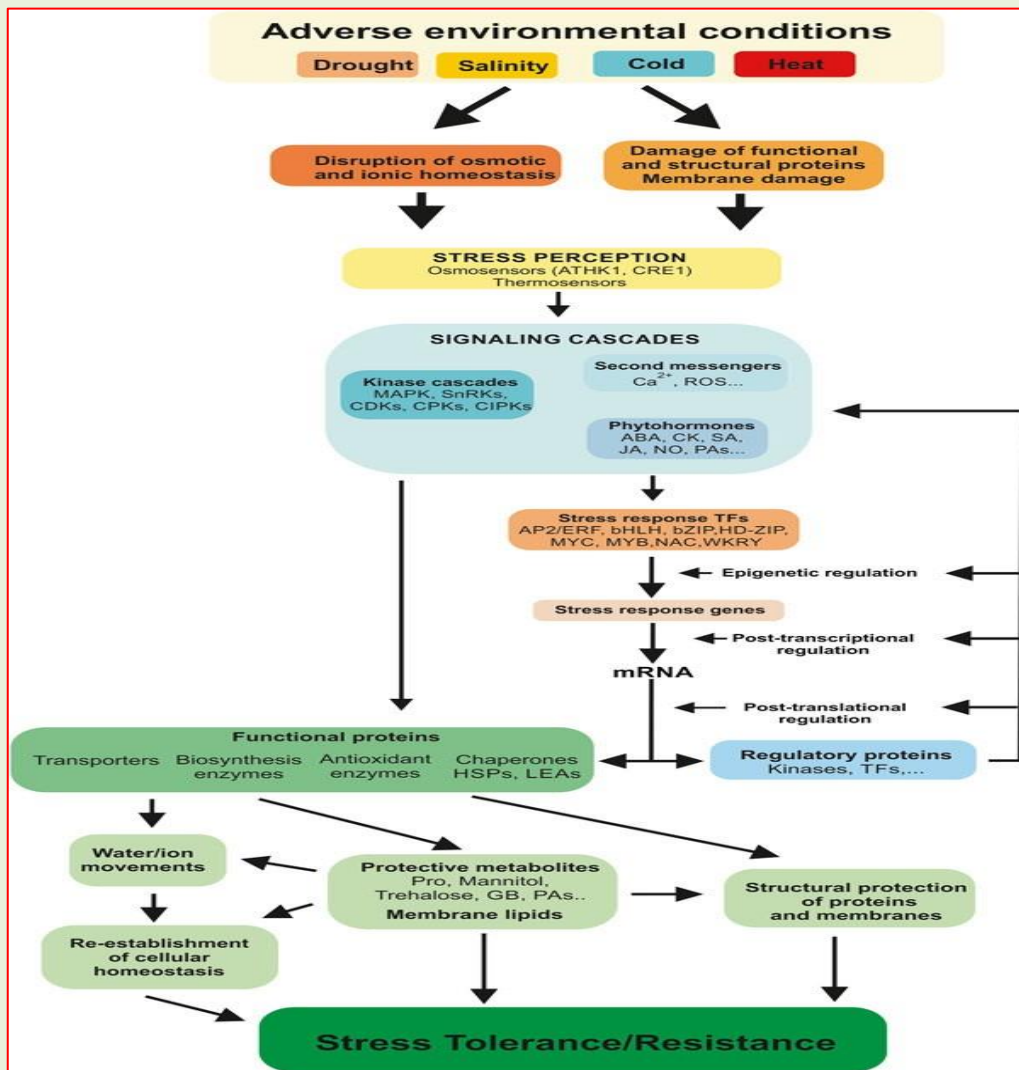 Adverse environmental conditions
Drought
Salinity
Cold
Heat
Disruption of osmotic
and ionic homeostasis
Damage of functional
and structural proteins
Membrane damage
STRESS PERCEPTION
Osmosensors (ATHK1, CRE1)
Thermosensors
SIGNALING CASCADES
Kinase cascades
MAPK, SnRKs,
CDKs, CPKs, CIPKs
Second messengers
Ca2+, ROS...
Phytohormones
ABA, CK, SA,
JA, NO, PAs...
Stress response TFs
AP2/ERF, bHLH, bZIP,HD-ZIP,
MYC, MYB,NAC,WKRY
Epigenetic regulation
Stress response genes
Post-transcriptional
regulation
mRNA
Post-translational
regulation
Functional proteins
Transporters
Biosynthesis
enzymes
Antioxidant
enzymes
Chaperones
HSPs, LEAs
Regulatory proteins
Kinases, TFs,...
Water/ion
movements
Protective metabolites
Pro, Mannitol,
Trehalose, GB, PAs..
Membrane lipids
Structural protection
of proteins
and membranes
Re-establishment
of cellular
homeostasis
Stress Tolerance/Resistance